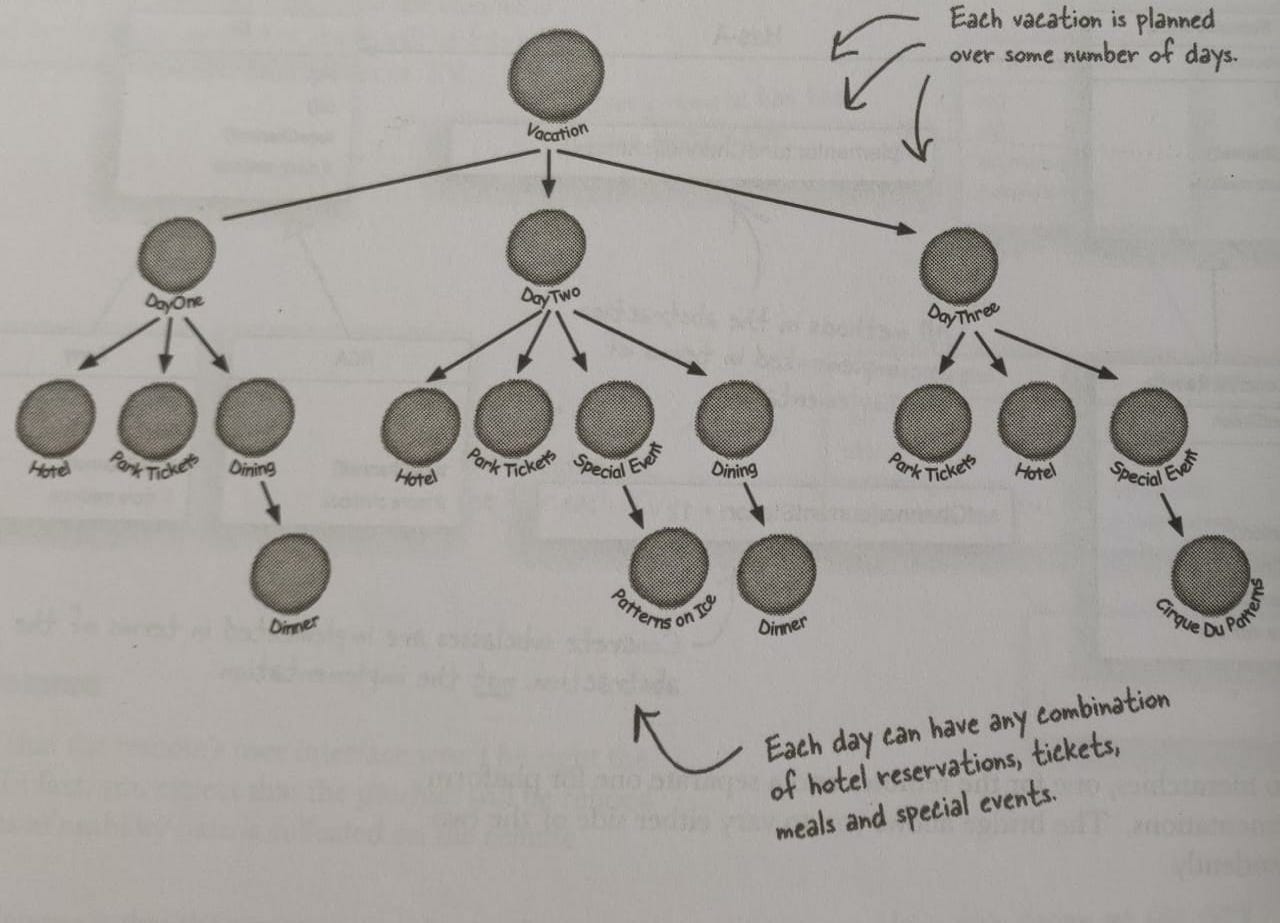 Each vacation is planned
over some number of days.
Vacation
DayOne
DayTwo
DayThree
Hotel
Park Tickets
Dining
Hotel
Park Tickets
Special Event
Dining
Park Tickets
Hotel
Special Event
Dinner
Patterns on Ice
Dinner
Cirque Du Patterns
Each day can have any combination
of hotel reservations, tickets,
meals and special events.